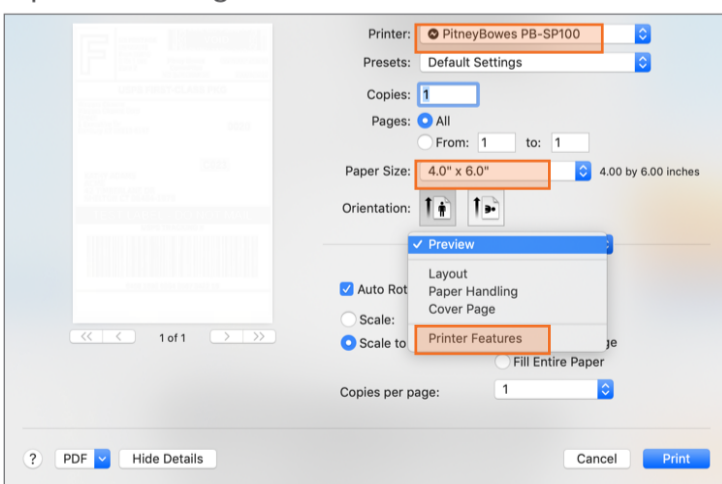 Printer: PitneyBowes PB-SP100
Presets: Default Settings
Copies: 1
Pages: All
From: 1 to: 1
Paper Size: 4.0" x 6.0" 4.00 by 6.00 inches
Orientation:
✓ Preview
Layout
Auto Rot Paper Handling
Cover Page
Scale:
Scale to Printer Features
Fill Entire Paper
Copies per page: 1
F
<< < 1 of 1 > >>
? PDF Hide Details Cancel Print